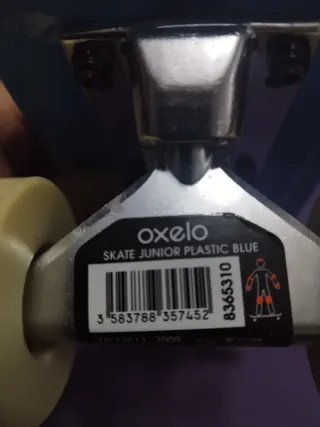 oxelo
SKATE JUNIOR PLASTIC BLUE
8365310
3 583788 357452